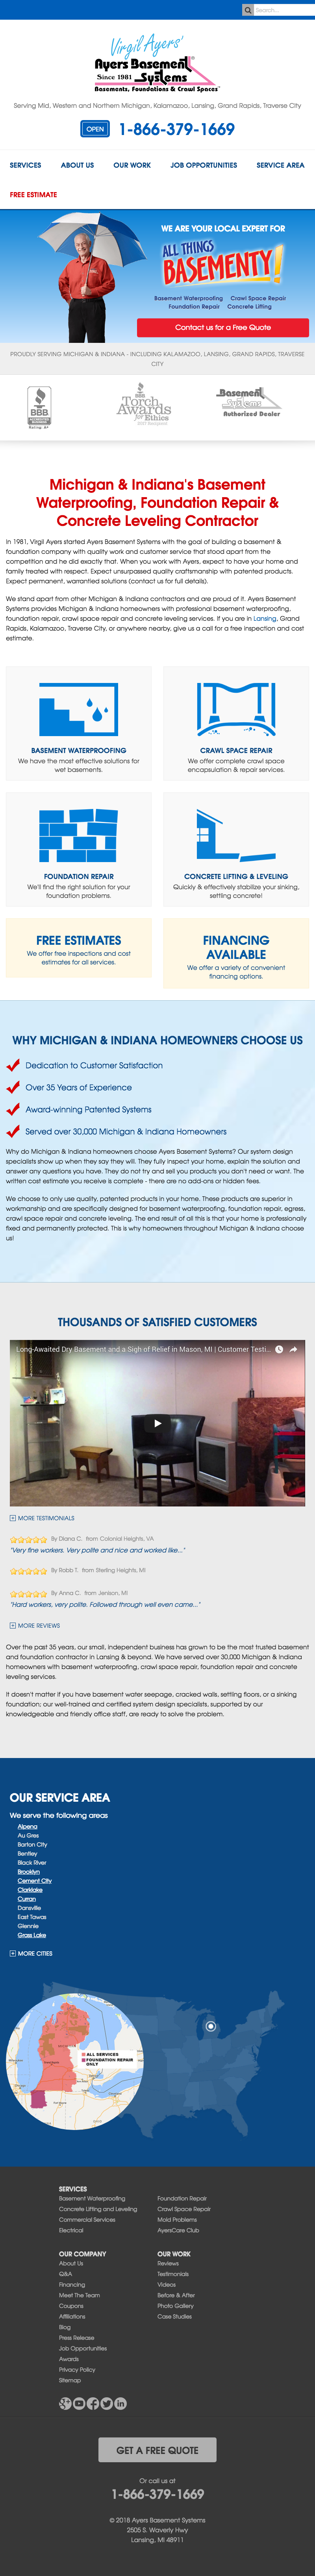 Search...
Virgil Ayers'
Ayers Basement
Since 1981 Systems
Basements, Foundations & Crawl Spaces
Serving Mid, Western and Northern Michigan, Kalamazoo, Lansing, Grand Rapids, Traverse City
OPEN 1-866-379-1669
SERVICES ABOUT US OUR WORK JOB OPPORTUNITIES SERVICE AREA
FREE ESTIMATE
WE ARE YOUR LOCAL EXPERT FOR
ALL THINGS
BASEMENTY!
Basement Waterproofing Crawl Space Repair
Foundation Repair Concrete Lifting
Contact us for a Free Quote
PROUDLY SERVING MICHIGAN & INDIANA - INCLUDING KALAMAZOO, LANSING, GRAND RAPIDS, TRAVERSE
CITY
BBB
Rating: A+
BBB
Torch
Awards for
Ethics
Basement
Systems
Authorized Dealer
Michigan & Indiana's Basement
Waterproofing, Foundation Repair &
Concrete Leveling Contractor
In 1981, Virgil Ayers started Ayers Basement Systems with the goal of building a basement &
foundation company with quality work and customer service that stood apart from the
competition and he did exactly that. When you work with Ayers, expect to have your home and
family treated with respect. Expect unsurpassed quality craftsmanship with patented products.
Expect permanent, warranted solutions (contact us for full details).
We stand apart from other Michigan & Indiana contractors and are proud of it. Ayers Basement
Systems provides Michigan & Indiana homeowners with professional basement waterproofing,
foundation repair, crawl space repair and concrete leveling services. If you are in Lansing, Grand
Rapids, Kalamazoo, Traverse City, or anywhere nearby, give us a call for a free inspection and cost
estimate.
BASEMENT WATERPROOFING
We have the most effective solutions for
wet basements.
CRAWL SPACE REPAIR
We offer complete crawl space
encapsulation & repair services.
FOUNDATION REPAIR
We'll find the right solution for your
foundation problems.
CONCRETE LIFTING & LEVELING
Quickly & effectively stabilize your sinking,
settling concrete!
FREE ESTIMATES
We offer free inspections and cost
estimates for all services.
FINANCING
AVAILABLE
We offer a variety of convenient
financing options.
WHY MICHIGAN & INDIANA HOMEOWNERS CHOOSE US
Dedication to Customer Satisfaction
Over 35 Years of Experience
Award-winning Patented Systems
Served over 30,000 Michigan & Indiana Homeowners
Why do Michigan & Indiana homeowners choose Ayers Basement Systems? Our system design
specialists show up when they say they will. They fully inspect your home, explain the solution and
answer any questions you have. They do not try and sell you products you don't need or want. The
written cost estimate you receive is complete - there are no add-ons or hidden fees.
We choose to only use quality, patented products in your home. These products are superior in
workmanship and are specifically designed for basement waterproofing, foundation repair, egress,
crawl space repair and concrete leveling. The end result of all this is that your home is professionally
fixed and permanently protected. This is why homeowners throughout Michigan & Indiana choose
us!
THOUSANDS OF SATISFIED CUSTOMERS
Long-Awaited Dry Basement and a Sigh of Relief in Mason, MI | Customer Testi...
MORE TESTIMONIALS
By Diana C. from Colonial Heights, VA
"Very fine workers. Very polite and nice and worked like..."
By Robb T. from Sterling Heights, MI
By Anna C. from Jenison, MI
"Hard workers, very polite. Followed through well even came..."
MORE REVIEWS
Over the past 35 years, our small, independent business has grown to be the most trusted basement
and foundation contractor in Lansing & beyond. We have served over 30,000 Michigan & Indiana
homeowners with basement waterproofing, crawl space repair, foundation repair and concrete
leveling services.
It doesn't matter if you have basement water seepage, cracked walls, settling floors, or a sinking
foundation, our well-trained and certified system design specialists, supported by our
knowledgeable and friendly office staff, are ready to solve the problem.
OUR SERVICE AREA
We serve the following areas
Alpena
Au Gres
Barton City
Bentley
Black River
Brooklyn
Cement City
Clarklake
Curran
Dansville
East Tawas
Glennie
Grass Lake
MORE CITIES
ALL SERVICES
FOUNDATION REPAIR
ONLY
SERVICES
Basement Waterproofing
Concrete Lifting and Leveling
Commercial Services
Electrical
Foundation Repair
Crawl Space Repair
Mold Problems
AyersCare Club
OUR COMPANY
About Us
Q&A
Financing
Meet The Team
Coupons
Affiliations
Blog
Press Release
Job Opportunities
Awards
Privacy Policy
Sitemap
OUR WORK
Reviews
Testimonials
Videos
Before & After
Photo Gallery
Case Studies
GET A FREE QUOTE
Or call us at
1-866-379-1669
© 2018 Ayers Basement Systems
2505 S. Waverly Hwy
Lansing, MI 48911